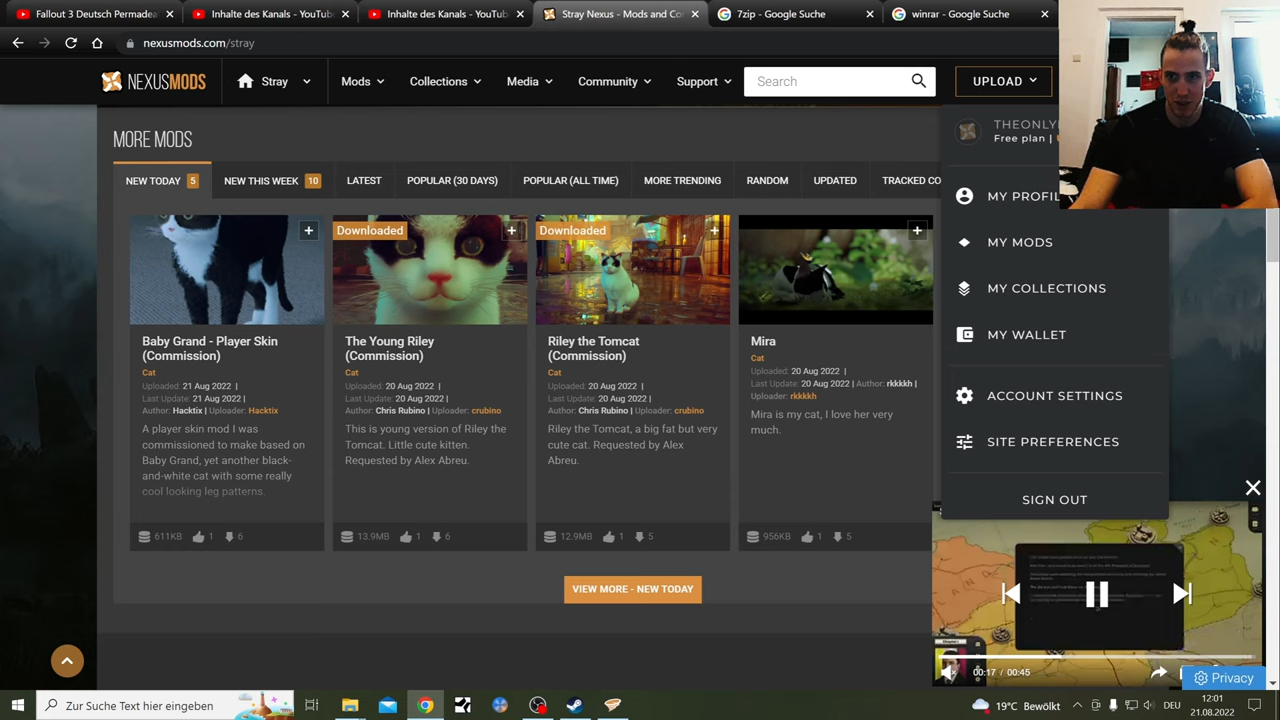 Fallout 3 Deutsch Permadea
Inhalte des Kanals - YouTub
Inhalte des Kanals - YouTub
Stray Nexus - Mods and Co
7zip - Google Suche
winrar - Google Suche
nexusmods.com/stray
NEXUSMODS
Stray
Mods
Collections
Media
Community
Support
Search
UPLOAD
THEONLY
Free plan |
MORE MODS
NEW TODAY 5
NEW THIS WEEK 10
POPULAR (30 DAYS)
POPULAR (ALL TIME)
MORE TRENDING
RANDOM
UPDATED
TRACKED CO
MY PROFIL
MY MODS
MY COLLECTIONS
MY WALLET
ACCOUNT SETTINGS
SITE PREFERENCES
SIGN OUT
Downloaded
Downloaded
Baby Grand - Player Skin
(Commission)
Cat
Uploaded: 21 Aug 2022 |
Last Update: 21 Aug 2022 |
Author: Hacktix | Uploader: Hacktix
A player skin mod I was
commissioned to make based on
Baby Grand, yet another black-
and-white cat with some really
cool looking leg patterns.
611KB 1 6
The Young Riley
(Commission)
Cat
Uploaded: 20 Aug 2022 |
Last Update: 20 Aug 2022 |
Author: Chris Rubino | Uploader: crubino
This is young version of Riley the
Tomcat. Little cute kitten.
Requested by Alex Abreu.
13.9MB 1 6
Riley the Tomcat
(Commission)
Cat
Uploaded: 20 Aug 2022 |
Last Update: 20 Aug 2022 |
Author: Chris Rubino | Uploader: crubino
Riley the Tomcat, a big fat but very
cute cat. Requested by Alex
Abreu.
12.9MB 1 5
Mira
Cat
Uploaded: 20 Aug 2022 |
Last Update: 20 Aug 2022 | Author: rkkkkh |
Uploader: rkkkkh
Mira is my cat, I love her very
much.
956KB 1 5
VIEW MORE - NEW TODAY
00:17 / 00:45
Privacy
Zur Suche Text hier eingeben
19°C Bewölkt
DEU
12:01
21.08.2022